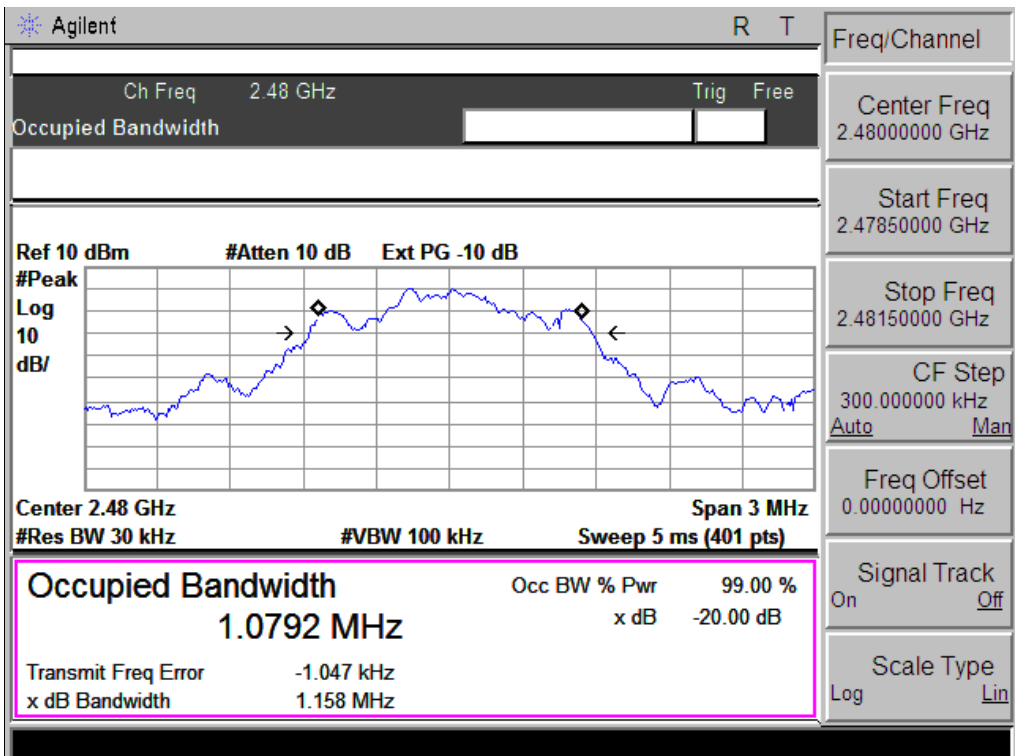 Agilent R T
Ch Freq 2.48 GHz Trig Free
Occupied Bandwidth
Ref 10 dBm #Atten 10 dB Ext PG -10 dB
#Peak
Log
10
dB/
Center 2.48 GHz Span 3 MHz
#Res BW 30 kHz #VBW 100 kHz Sweep 5 ms (401 pts)
Occupied Bandwidth Occ BW % Pwr 99.00 %
1.0792 MHz x dB -20.00 dB
Transmit Freq Error -1.047 kHz
x dB Bandwidth 1.158 MHz
Freq/Channel
Center Freq
2.48000000 GHz
Start Freq
2.47850000 GHz
Stop Freq
2.48150000 GHz
CF Step
300.000000 kHz
Auto Man
Freq Offset
0.00000000 Hz
Signal Track
On Off
Scale Type
Log Lin